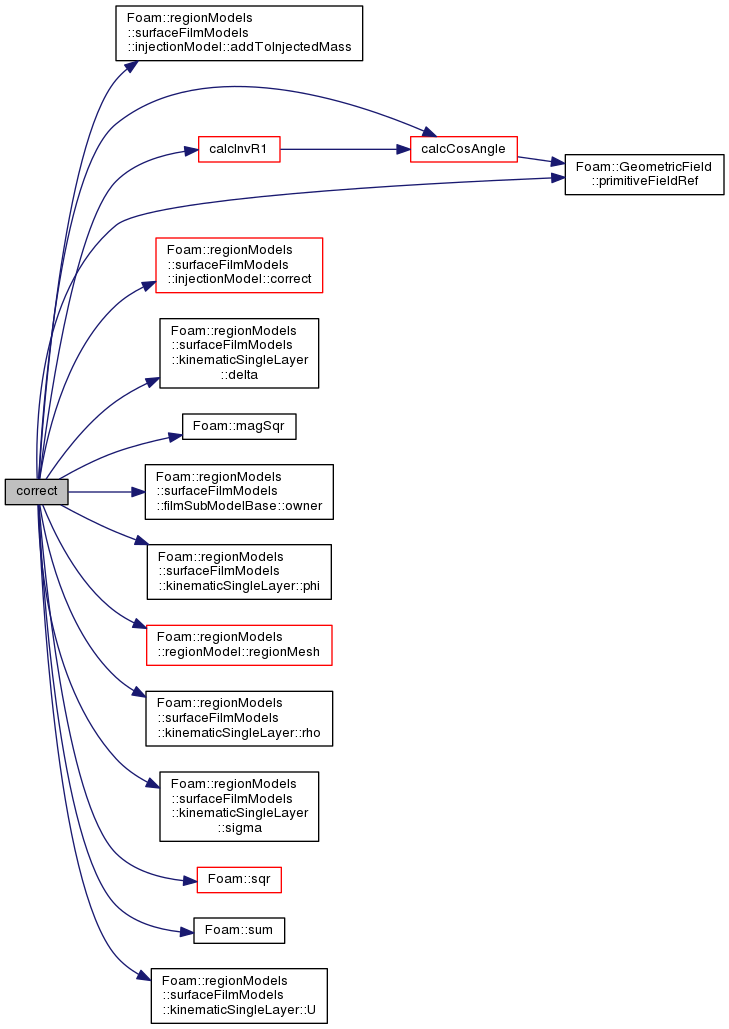 Foam::regionModels
::surfaceFilmModels
::injectionModel::addToInjectedMass
calcInvR1
calcCosAngle
Foam::GeometricField
::primitiveFieldRef
Foam::regionModels
::surfaceFilmModels
::injectionModel::correct
Foam::regionModels
::surfaceFilmModels
::kinematicSingleLayer
::delta
Foam::magSqr
correct
Foam::regionModels
::surfaceFilmModels
::filmSubModelBase::owner
Foam::regionModels
::surfaceFilmModels
::kinematicSingleLayer::phi
Foam::regionModels
::regionModel::regionMesh
Foam::regionModels
::surfaceFilmModels
::kinematicSingleLayer::rho
Foam::regionModels
::surfaceFilmModels
::kinematicSingleLayer
::sigma
Foam::sqr
Foam::sum
Foam::regionModels
::surfaceFilmModels
::kinematicSingleLayer::U